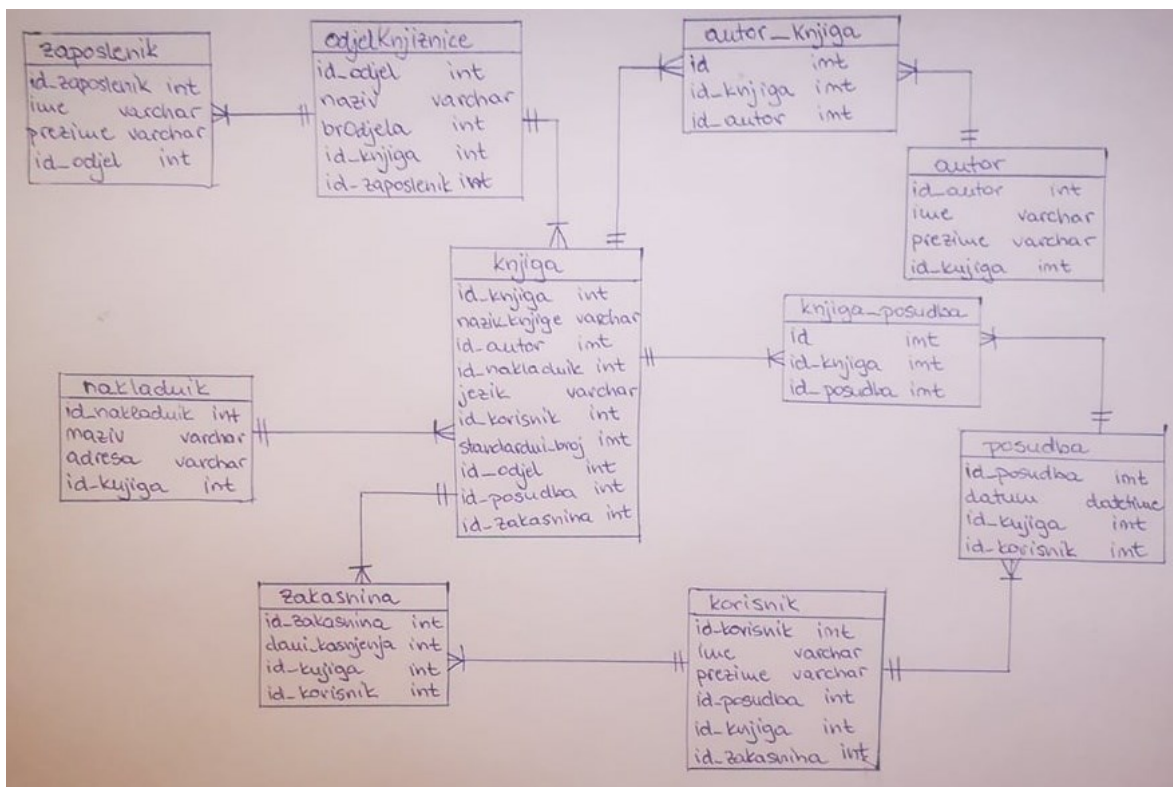 zaposlenik
id_zaposlenik int
ime varchar
prezime varchar
id_odjel int
odjelKnjiznice
id_odjel int
naziv varchar
brOdjela int
id_knjiga int
id-zaposlenik int
autor_Knjiga
id int
id_knjiga int
id_autor int
autor
id_autor int
ime varchar
prezime varchar
id_knjiga int
knjiga
id_knjiga int
naziv_knjige varchar
id_autor int
id_nakladnik int
jezik varchar
id_korisnik int
standardni_broj int
id_odjel int
id_posudba int
id_zakasnina int
knjiga_posudba
id int
id_knjiga int
id_posudba int
nakladnik
id_nakladnik int
naziv varchar
adresa varchar
id_knjiga int
posudba
id_posudba int
datum datetime
id_knjiga int
id_korisnik int
zakasnina
id_zakasnina int
dani_kasnjenja int
id_knjiga int
id_korisnik int
korisnik
id_korisnik int
ime varchar
prezime varchar
id_posudba int
id_knjiga int
id_zakasnina int